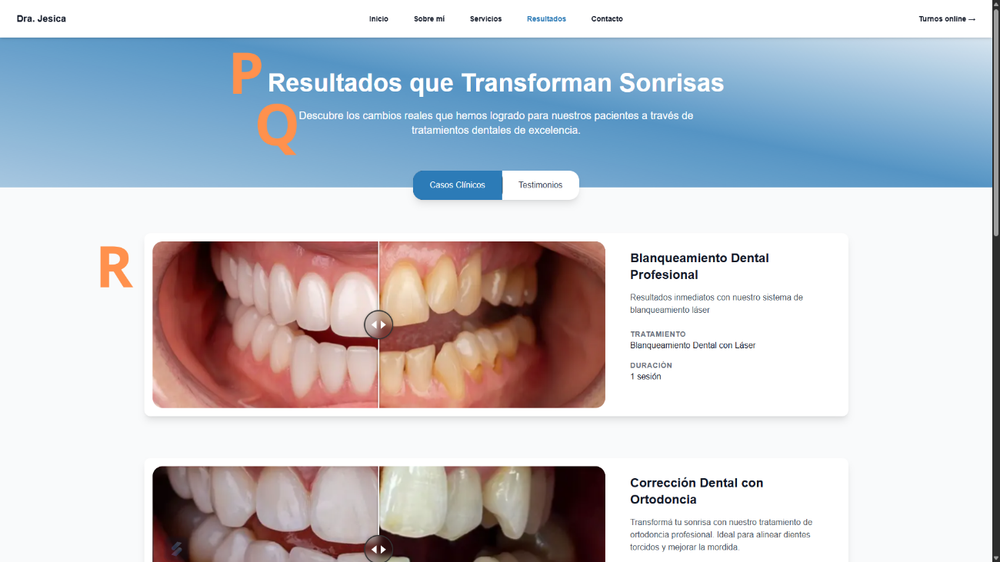 Dra. Jesica
Inicio Sobre mí Servicios Resultados Contacto
Turnos online →
P
Resultados que Transforman Sonrisas
Q
Descubre los cambios reales que hemos logrado para nuestros pacientes a través de
tratamientos dentales de excelencia.
Casos Clínicos Testimonios
R
Blanqueamiento Dental
Profesional
Resultados inmediatos con nuestro sistema de
blanqueamiento láser
TRATAMIENTO
Blanqueamiento Dental con Láser
DURACIÓN
1 sesión
Corrección Dental con
Ortodoncia
Transformá tu sonrisa con nuestro tratamiento de
ortodoncia profesional. Ideal para alinear dientes
torcidos y mejorar la mordida.